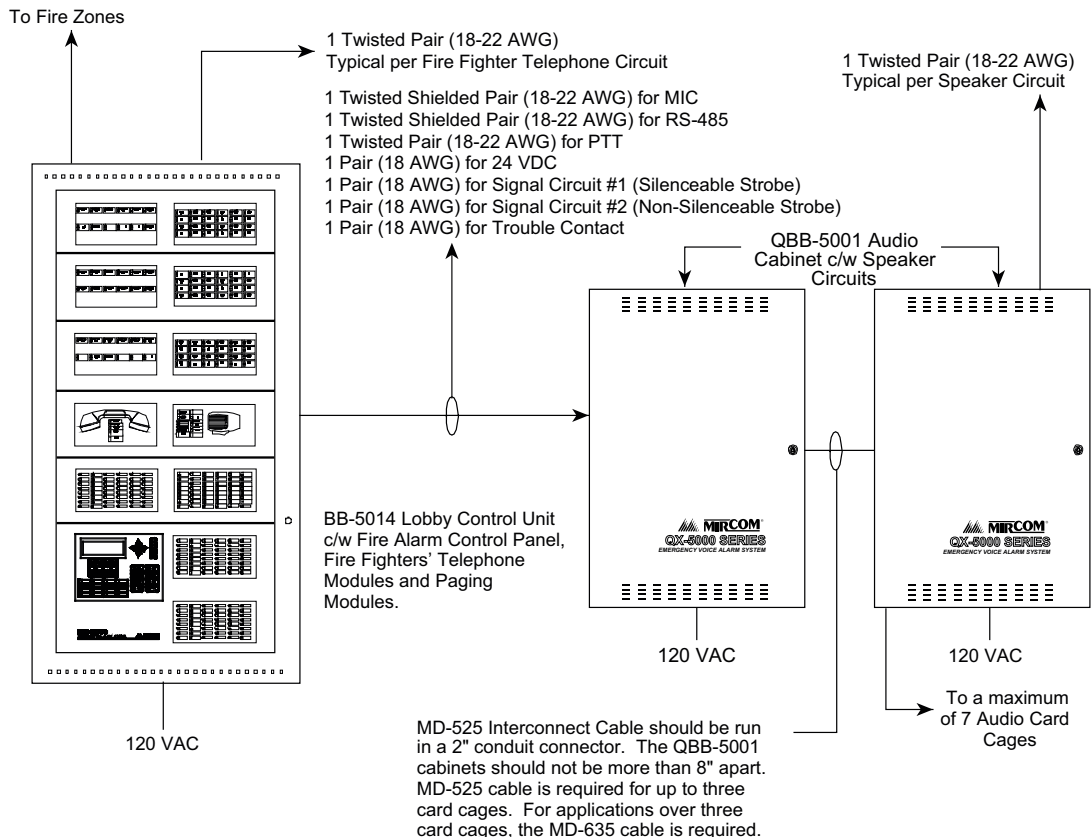 To Fire Zones
1 Twisted Pair (18-22 AWG)
Typical per Fire Fighter Telephone Circuit
1 Twisted Shielded Pair (18-22 AWG) for MIC
1 Twisted Shielded Pair (18-22 AWG) for RS-485
1 Twisted Pair (18-22 AWG) for PTT
1 Pair (18 AWG) for 24 VDC
1 Pair (18 AWG) for Signal Circuit #1 (Silenceable Strobe)
1 Pair (18 AWG) for Signal Circuit #2 (Non-Silenceable Strobe)
1 Pair (18 AWG) for Trouble Contact
1 Twisted Pair (18-22 AWG)
Typical per Speaker Circuit
QBB-5001 Audio
Cabinet c/w Speaker
Circuits
BB-5014 Lobby Control Unit
c/w Fire Alarm Control Panel,
Fire Fighters' Telephone
Modules and Paging
Modules.
MIRCOM®
QX-5000 SERIES
EMERGENCY VOICE ALARM SYSTEM
MIRCOM®
QX-5000 SERIES
EMERGENCY VOICE ALARM SYSTEM
120 VAC
120 VAC
120 VAC
To a maximum
of 7 Audio Card
Cages
MD-525 Interconnect Cable should be run
in a 2" conduit connector. The QBB-5001
cabinets should not be more than 8" apart.
MD-525 cable is required for up to three
card cages. For applications over three
card cages, the MD-635 cable is required.